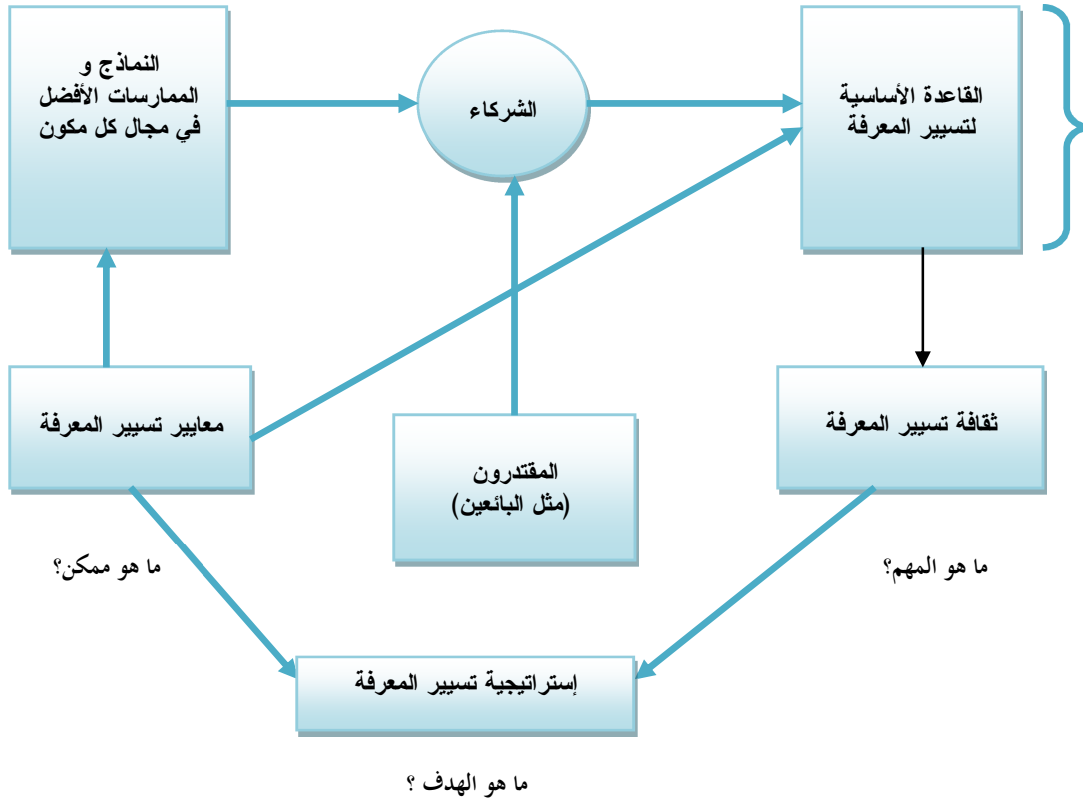 القاعدة الأساسية
لتسيير المعرفة
الشركاء
النماذج و
الممارسات الأفضل
في مجال كل مكون
ثقافة تسيير المعرفة
المقتدرون
(مثل البائعين)
معايير تسيير المعرفة
ما هو المهم؟
ما هو ممكن؟
إستراتيجية تسيير المعرفة
ما هو الهدف ؟